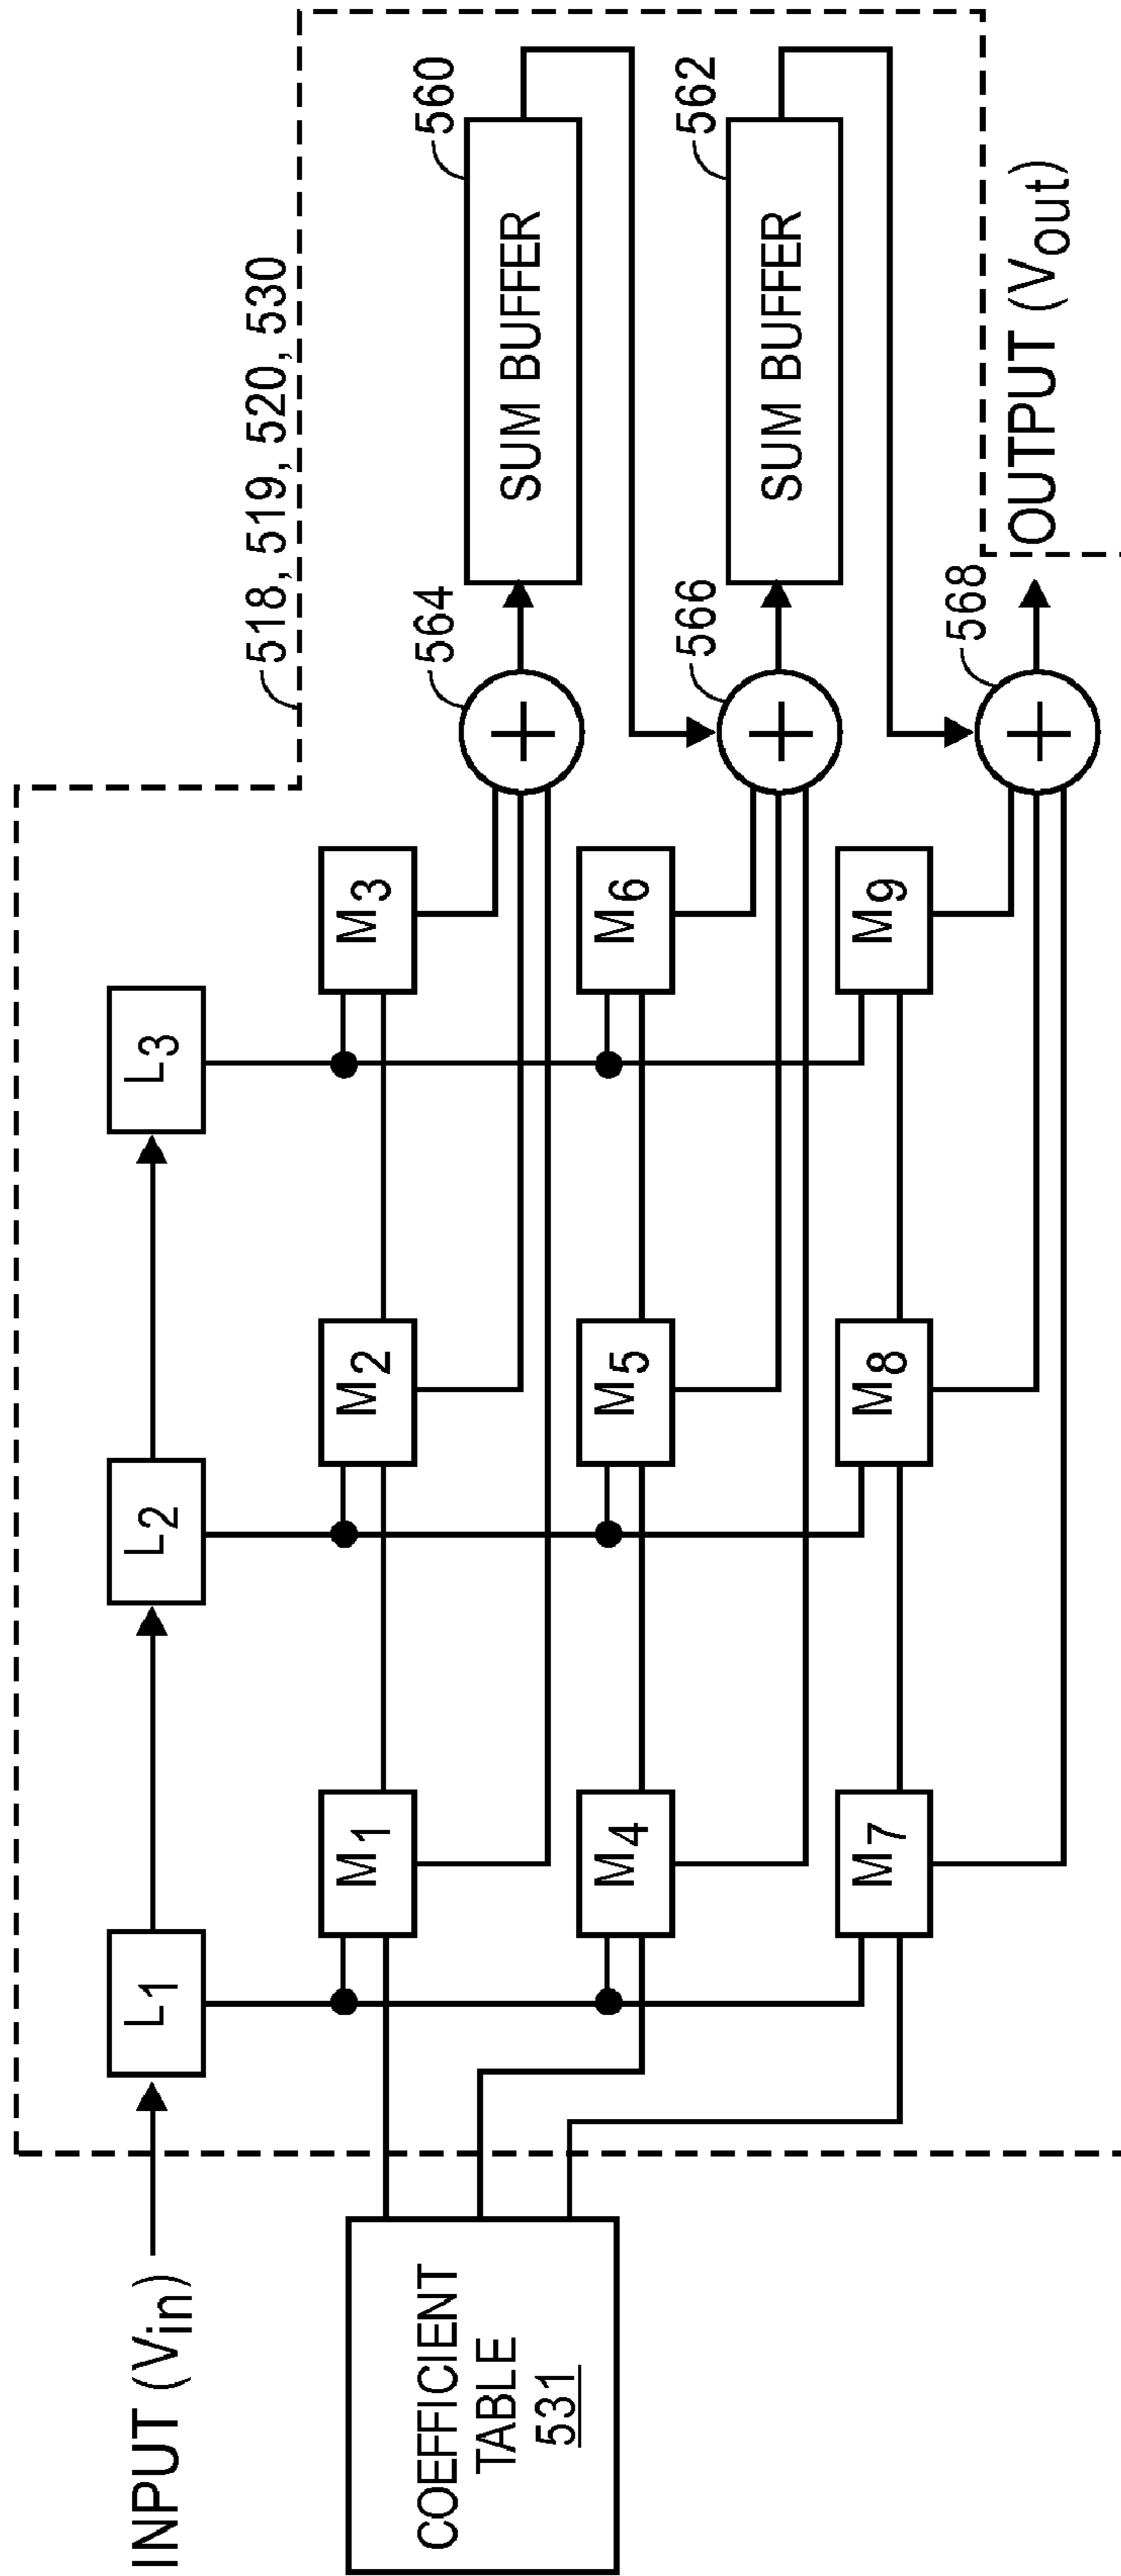 518, 519, 520, 530
INPUT (Vin)
L1
L2
L3
COEFFICIENT
TABLE
531
M1
M2
M3
564
SUM BUFFER
560
M4
M5
M6
566
SUM BUFFER
562
M7
M8
M9
568
OUTPUT (Vout)